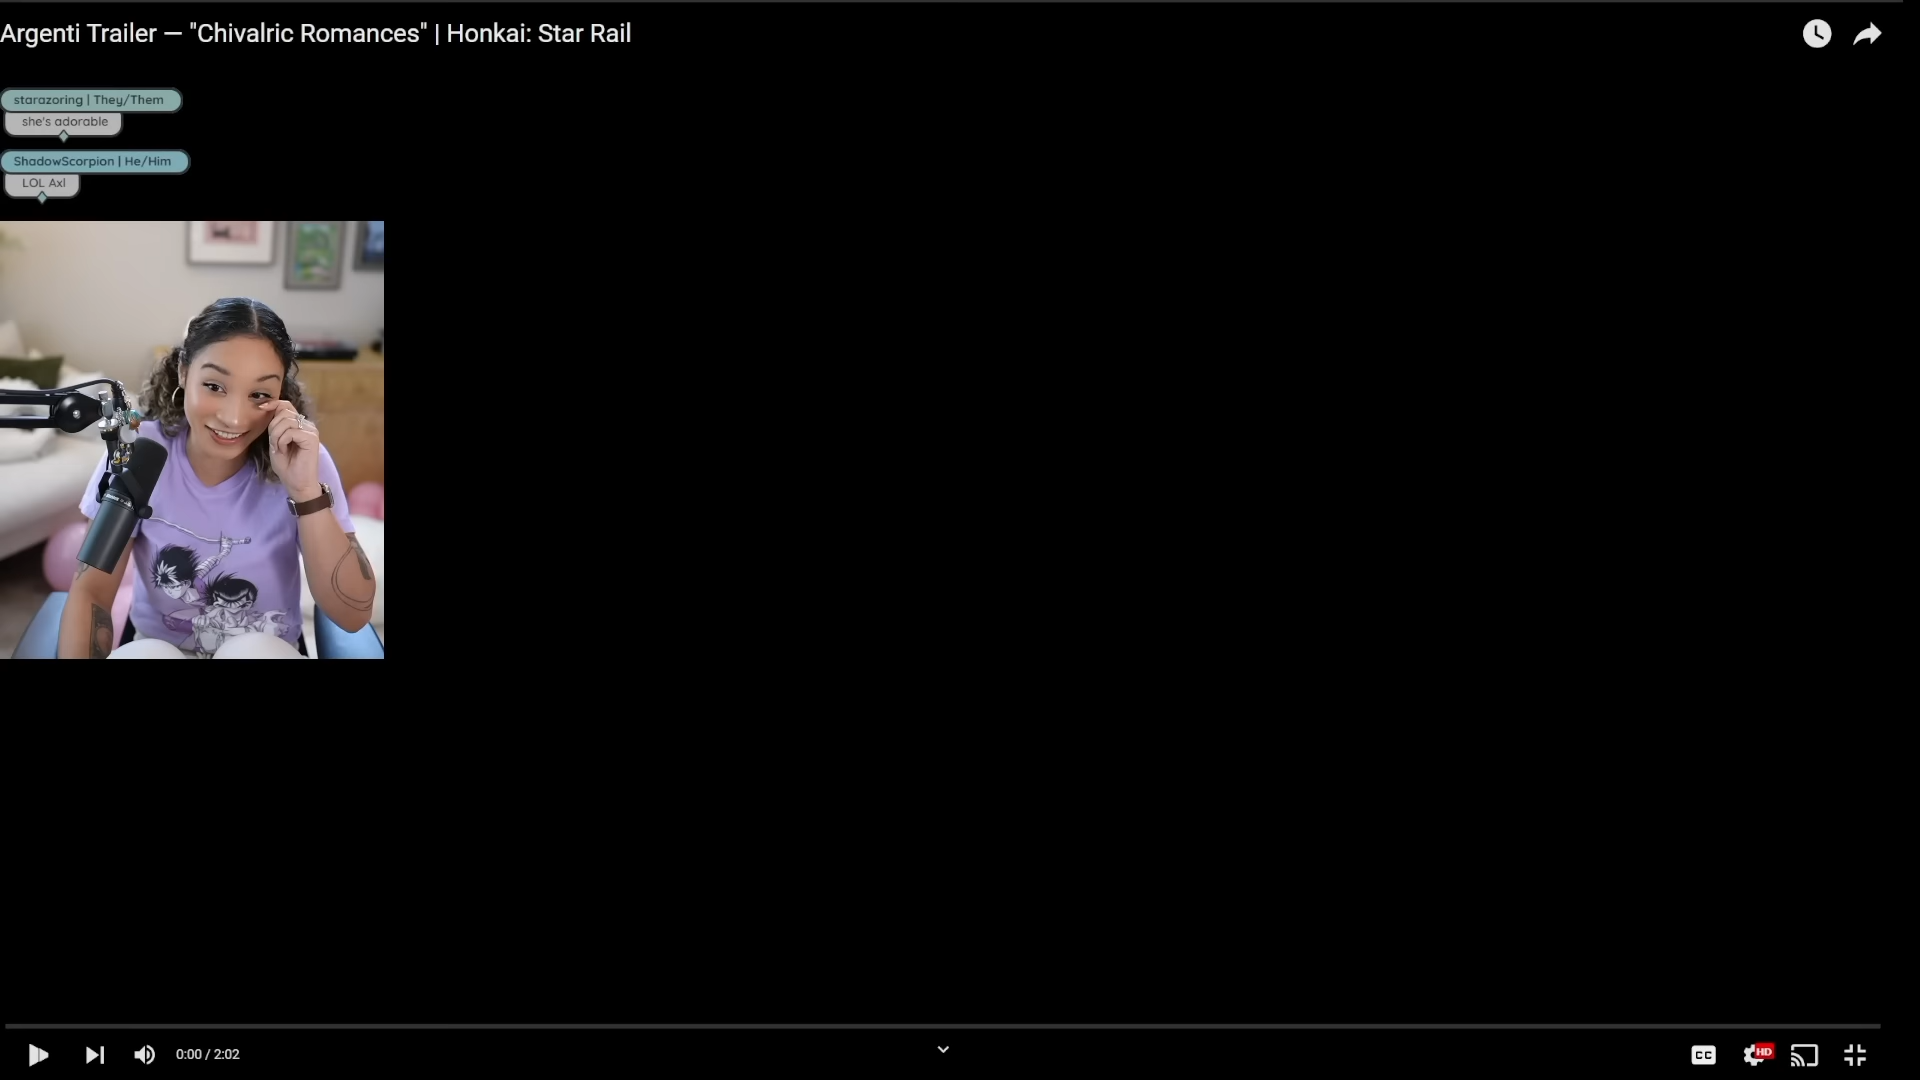 Argenti Trailer — "Chivalric Romances" | Honkai: Star Rail
starazoring | They/Them
she's adorable
ShadowScorpion | He/Him
LOL Axl
0:00 / 2:02
CC
HD